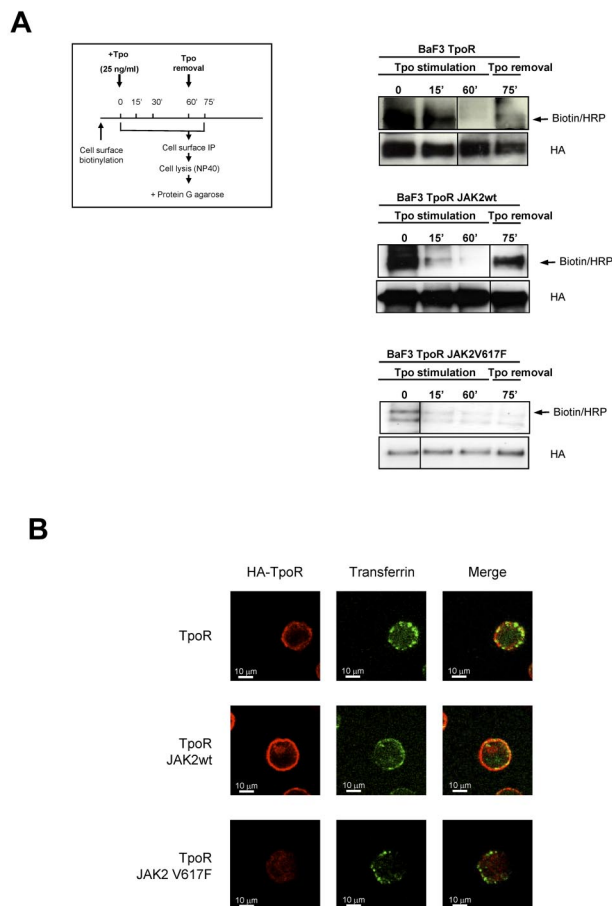 A
+Tpo
(25 ng/ml)
Tpo
removal
0 15' 30' 60' 75'
Cell surface
biotinylation
Cell surface IP
Cell lysis (NP40)
+ Protein G agarose
BaF3 TpoR
Tpo stimulation Tpo removal
0 15' 60' 75'
Biotin/HRP
HA
BaF3 TpoR JAK2wt
Tpo stimulation Tpo removal
0 15' 60' 75'
Biotin/HRP
HA
BaF3 TpoR JAK2V617F
Tpo stimulation Tpo removal
0 15' 60' 75'
Biotin/HRP
HA
B
HA-TpoR Transferrin Merge
TpoR
10 µm 10 µm 10 µm
TpoR
JAK2wt
10 µm 10 µm 10 µm
TpoR
JAK2 V617F
10 µm 10 µm 10 µm